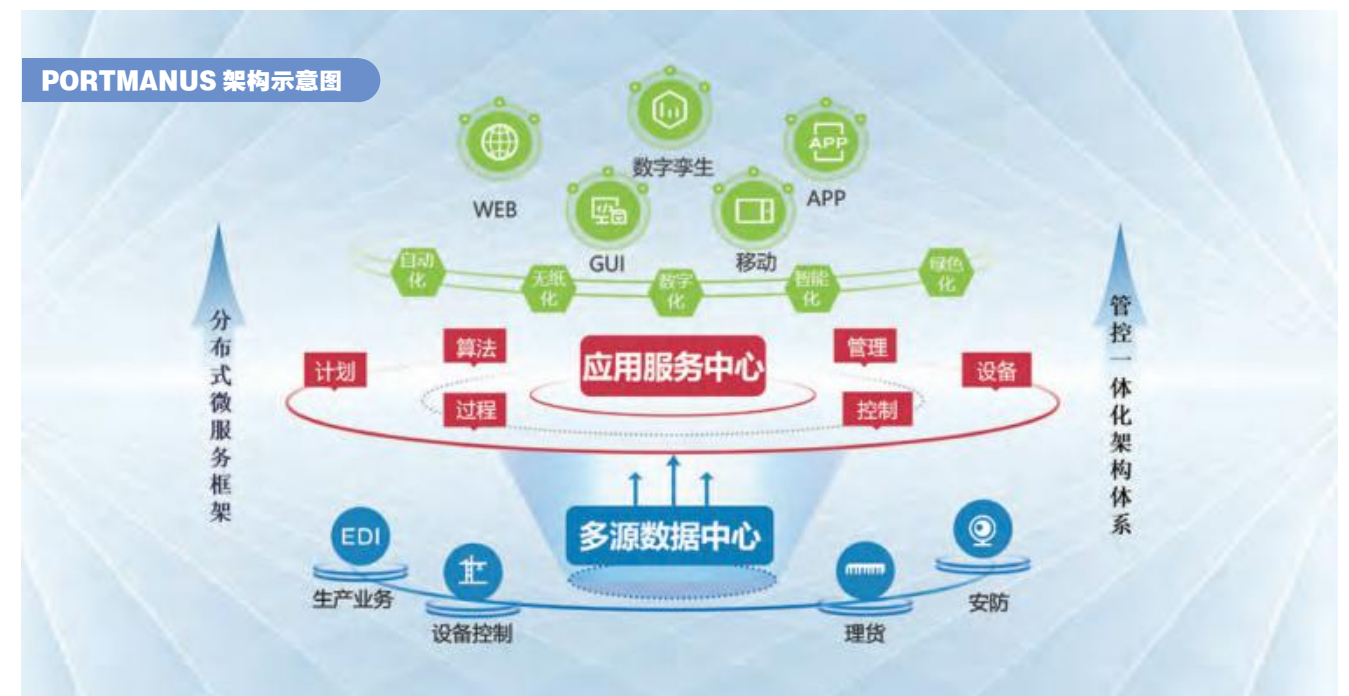 PORTMANUS 架构示意图
数字孪生
WEB
APP
APP
GUI
移动
自动化
无纸化
数字化
智能化
绿色化
分布式微服务框架
管控一体化架构体系
计划
算法
应用服务中心
管理
设备
过程
控制
多源数据中心
EDI
生产业务
设备控制
理货
安防